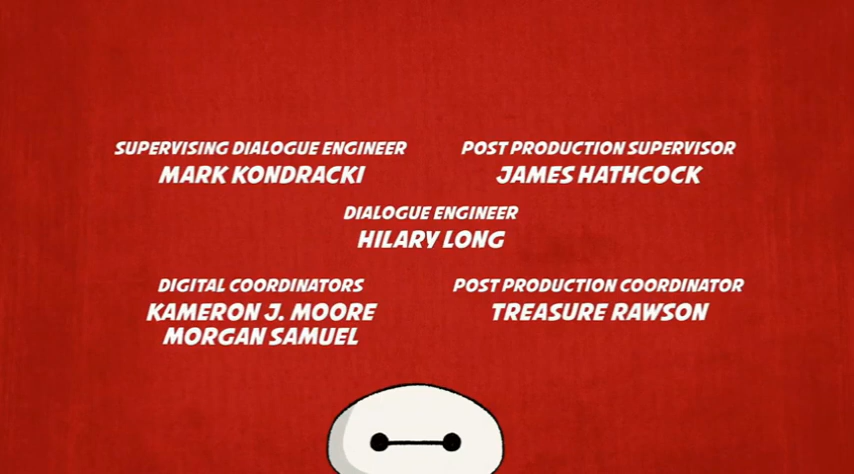 SUPERVISING DIALOGUE ENGINEER
MARK KONDRACKI
POST PRODUCTION SUPERVISOR
JAMES HATHCOCK
DIALOGUE ENGINEER
HILARY LONG
DIGITAL COORDINATORS
KAMERON J. MOORE
MORGAN SAMUEL
POST PRODUCTION COORDINATOR
TREASURE RAWSON